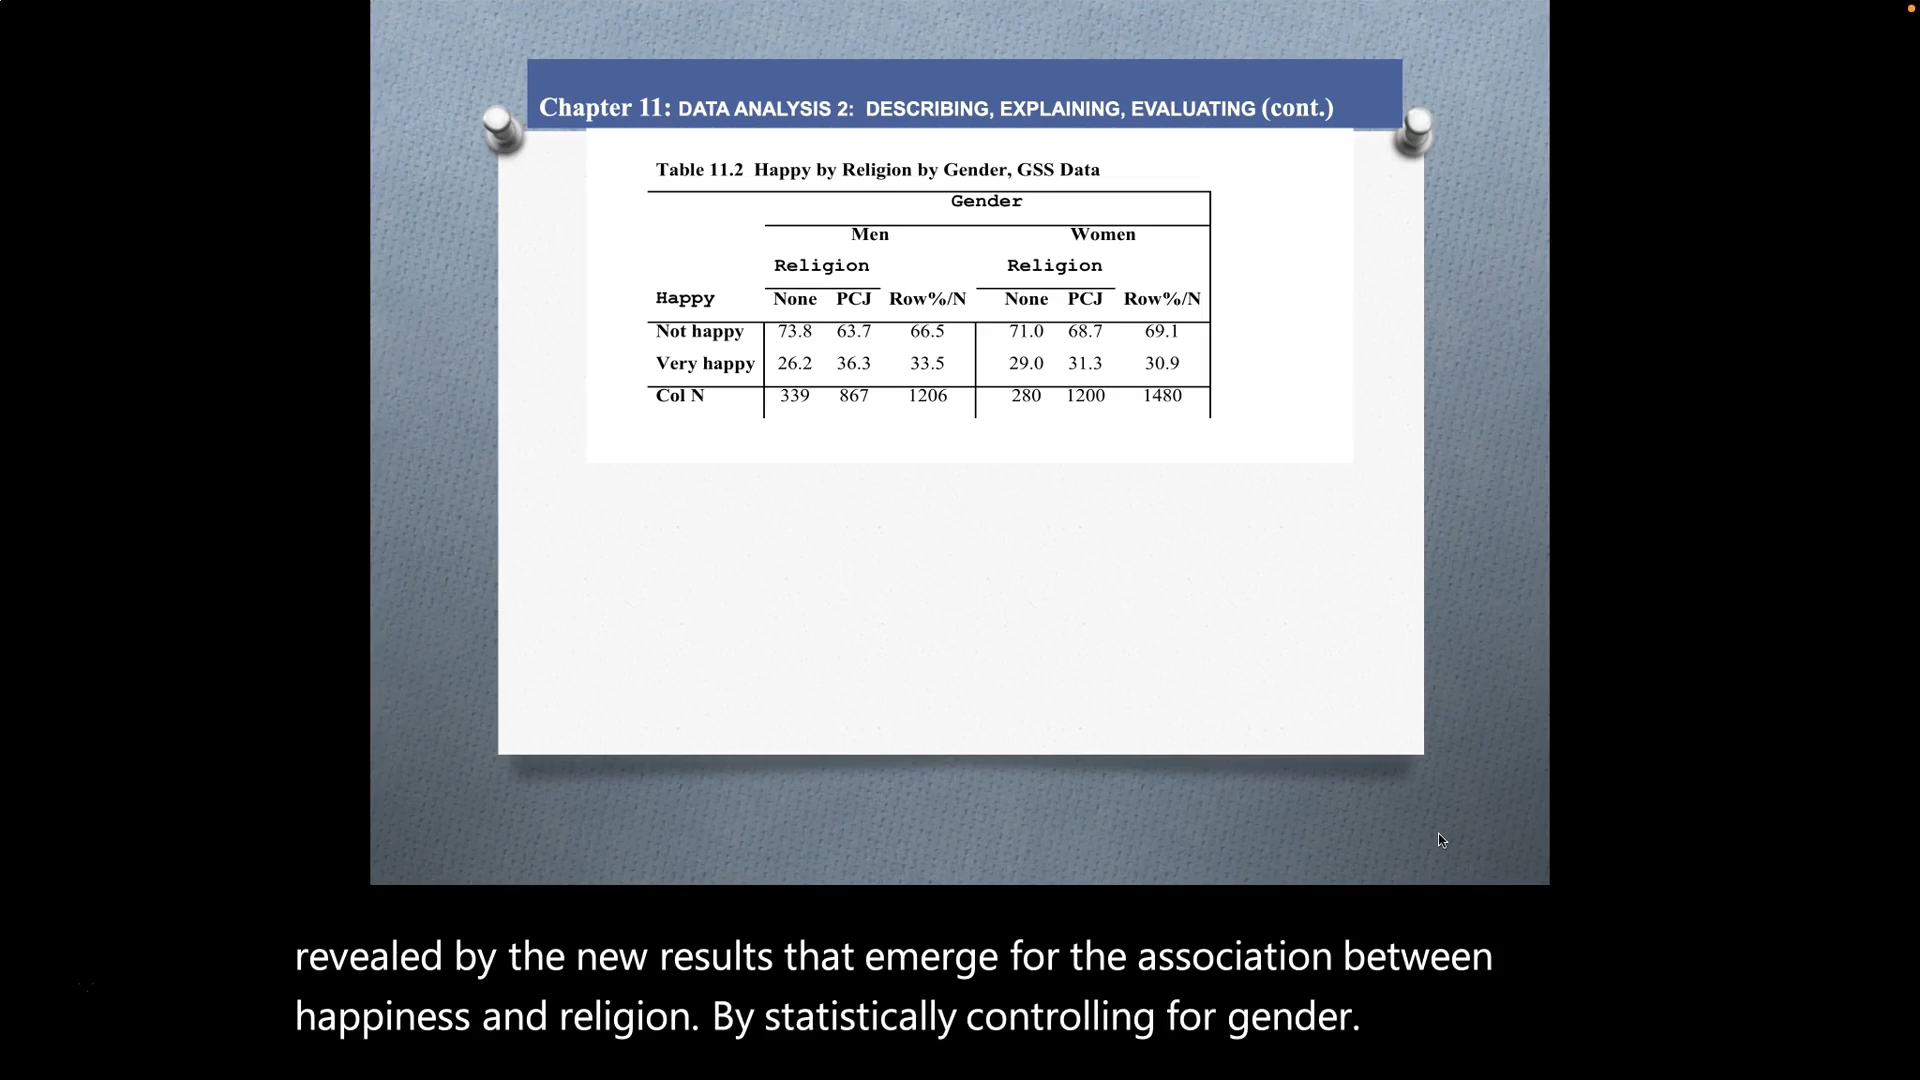 Chapter 11: DATA ANALYSIS 2: DESCRIBING, EXPLAINING, EVALUATING (cont.)
Table 11.2 Happy by Religion by Gender, GSS Data
Gender
Men Women
Religion Religion
Happy None PCJ Row%/N None PCJ Row%/N
Not happy 73.8 63.7 66.5 71.0 68.7 69.1
Very happy 26.2 36.3 33.5 29.0 31.3 30.9
Col N 339 867 1206 280 1200 1480
revealed by the new results that emerge for the association between
happiness and religion. By statistically controlling for gender.